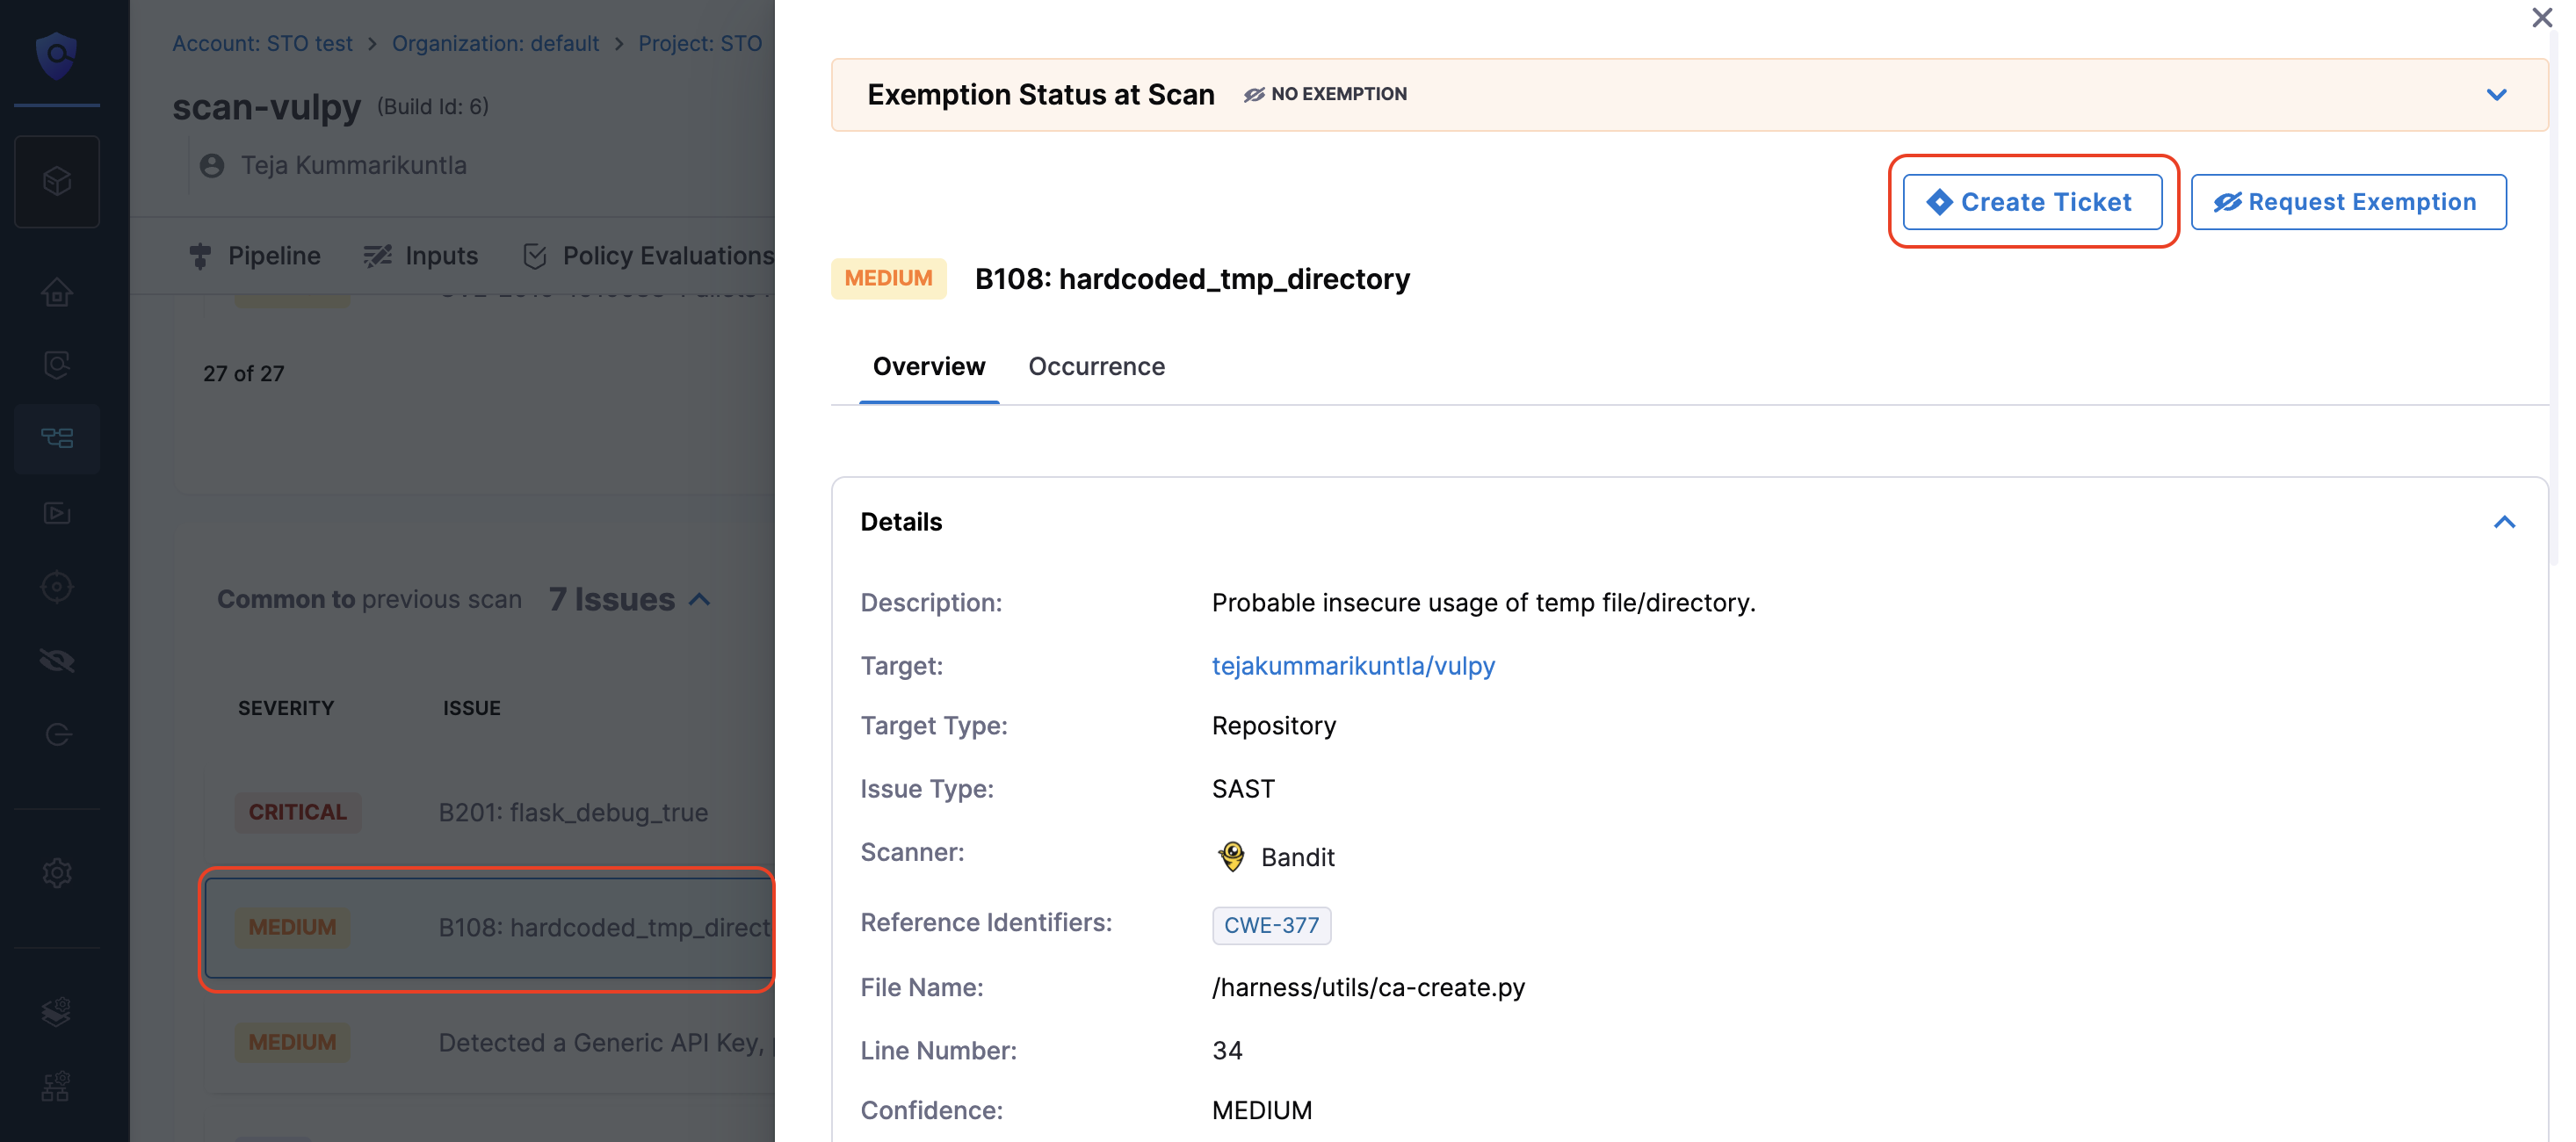 Account: STO test > Organization: default > Project: STO
scan-vulpy (Build Id: 6)
Teja Kummarikuntla
Pipeline Inputs Policy Evaluations
27 of 27
Common to previous scan 7 Issues
SEVERITY ISSUE
CRITICAL B201: flask_debug_true
MEDIUM B108: hardcoded_tmp_direct
MEDIUM Detected a Generic API Key,
Exemption Status at Scan NO EXEMPTION
Create Ticket Request Exemption
MEDIUM B108: hardcoded_tmp_directory
Overview Occurrence
Details
Description: Probable insecure usage of temp file/directory.
Target: tejakummarikuntla/vulpy
Target Type: Repository
Issue Type: SAST
Scanner: Bandit
Reference Identifiers: CWE-377
File Name: /harness/utils/ca-create.py
Line Number: 34
Confidence: MEDIUM